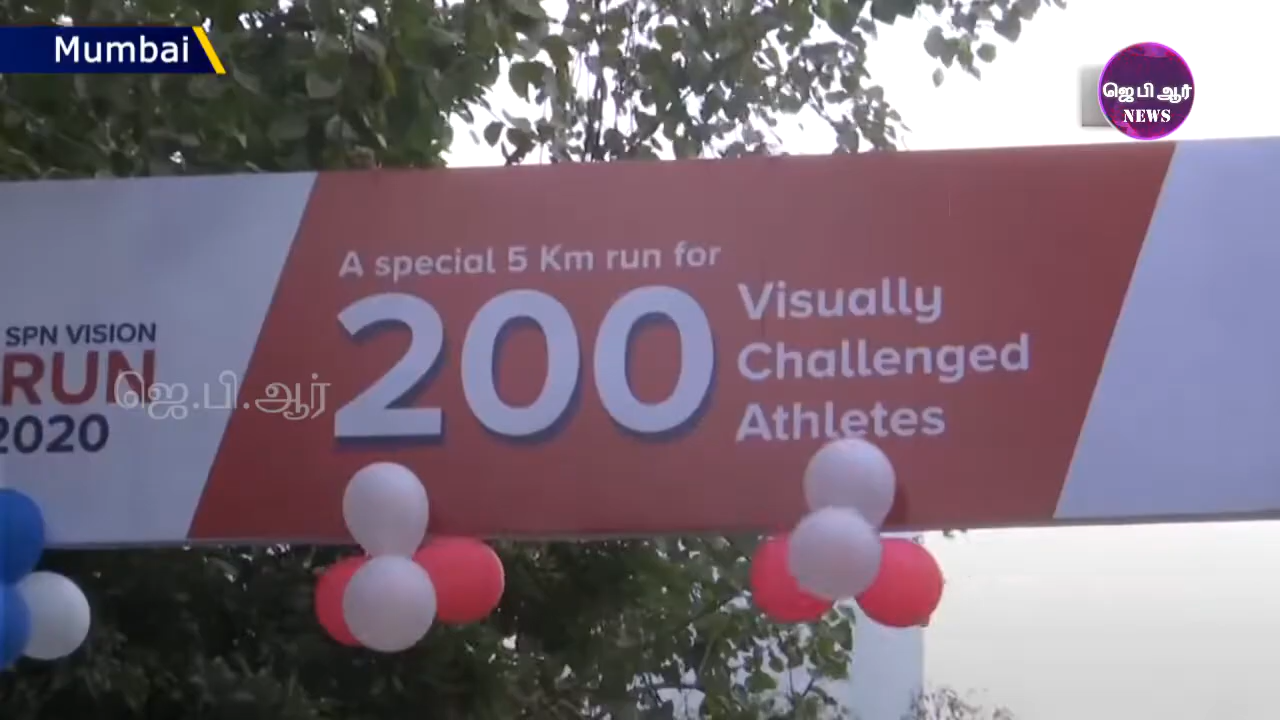 Mumbai
ஜெ பி ஆர்
NEWS
A special 5 Km run for
200
Visually
Challenged
Athletes
SPN VISION
RUN
2020
ஜெ.பி.ஆர்